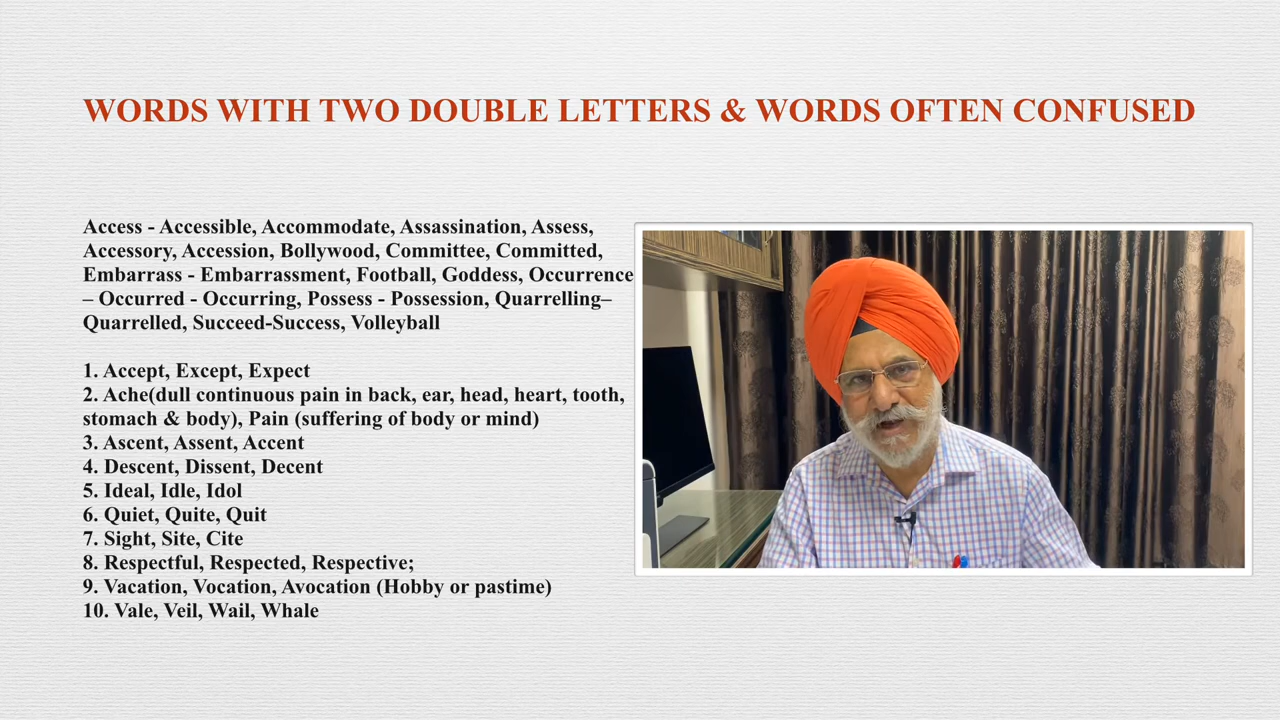 WORDS WITH TWO DOUBLE LETTERS & WORDS OFTEN CONFUSED
Access - Accessible, Accommodate, Assassination, Assess,
Accessory, Accession, Bollywood, Committee, Committed,
Embarrass - Embarrassment, Football, Goddess, Occurrence
– Occurred - Occurring, Possess - Possession, Quarrelling–
Quarrelled, Succeed-Success, Volleyball
1. Accept, Except, Expect
2. Ache(dull continuous pain in back, ear, head, heart, tooth,
stomach & body), Pain (suffering of body or mind)
3. Ascent, Assent, Accent
4. Descent, Dissent, Decent
5. Ideal, Idle, Idol
6. Quiet, Quite, Quit
7. Sight, Site, Cite
8. Respectful, Respected, Respective;
9. Vacation, Vocation, Avocation (Hobby or pastime)
10. Vale, Veil, Wail, Whale